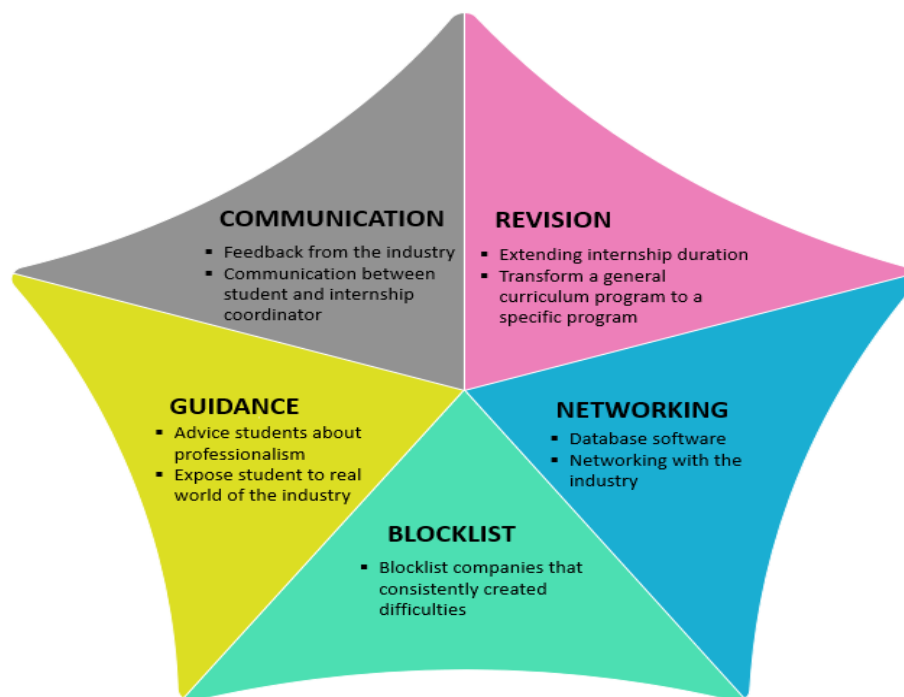 COMMUNICATION
▪ Feedback from the industry
▪ Communication between
student and internship
coordinator
REVISION
▪ Extending internship duration
▪ Transform a general
curriculum program to a
specific program
GUIDANCE
▪ Advice students about
professionalism
▪ Expose student to real
world of the industry
NETWORKING
▪ Database software
▪ Networking with the
industry
BLOCKLIST
▪ Blocklist companies that
consistently created
difficulties